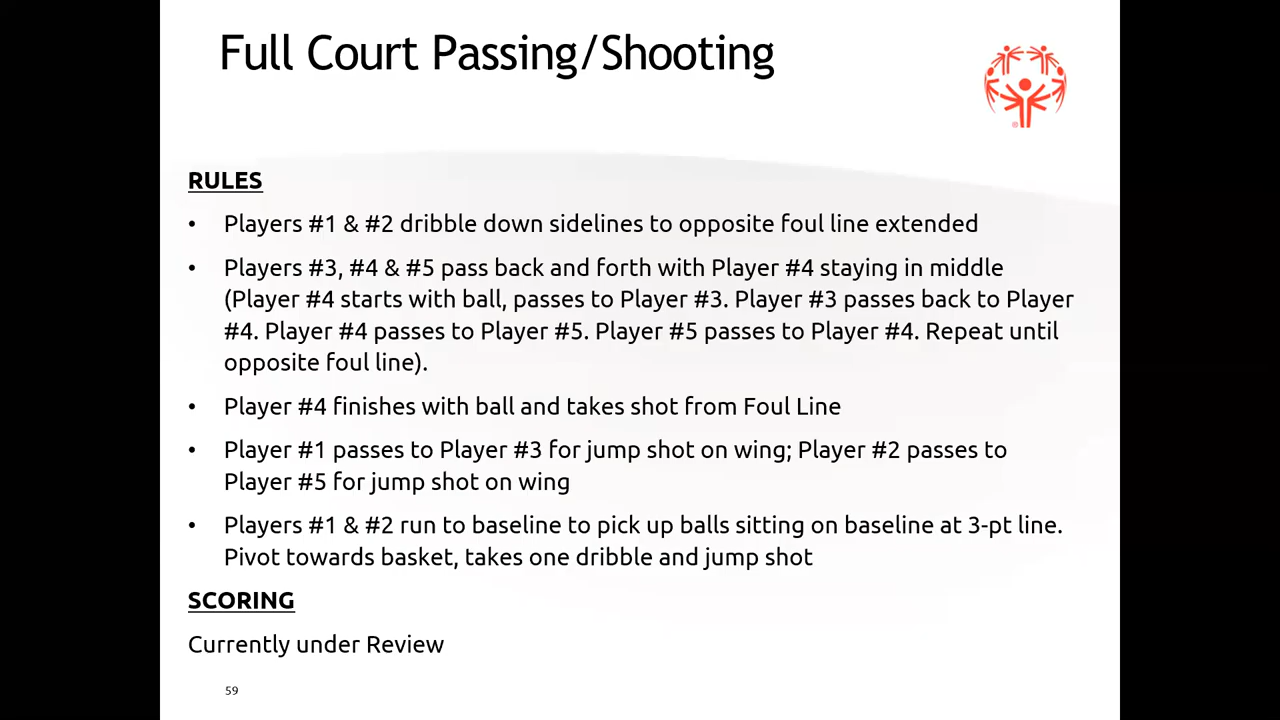 Full Court Passing/Shooting
®
RULES
• Players #1 & #2 dribble down sidelines to opposite foul line extended
• Players #3, #4 & #5 pass back and forth with Player #4 staying in middle
(Player #4 starts with ball, passes to Player #3. Player #3 passes back to Player
#4. Player #4 passes to Player #5. Player #5 passes to Player #4. Repeat until
opposite foul line).
• Player #4 finishes with ball and takes shot from Foul Line
• Player #1 passes to Player #3 for jump shot on wing; Player #2 passes to
Player #5 for jump shot on wing
• Players #1 & #2 run to baseline to pick up balls sitting on baseline at 3-pt line.
Pivot towards basket, takes one dribble and jump shot
SCORING
Currently under Review
59